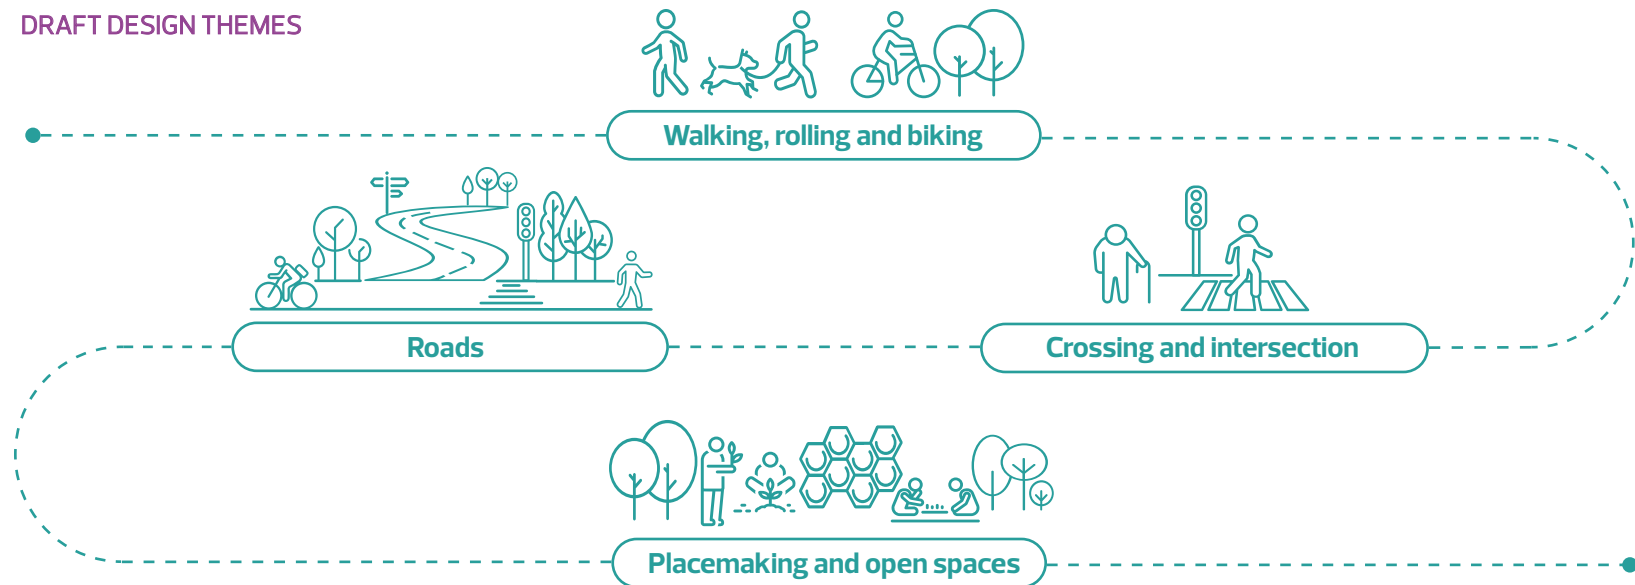 DRAFT DESIGN THEMES
Walking, rolling and biking
Roads
Crossing and intersection
Placemaking and open spaces